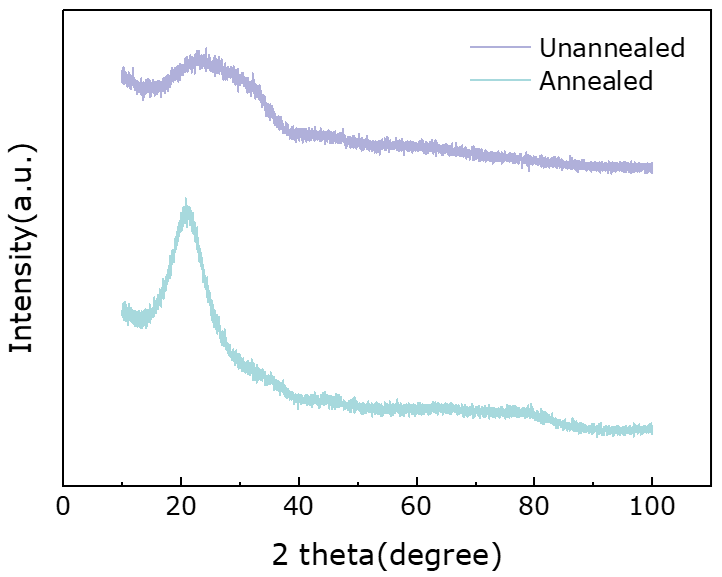 Unannealed
Annealed
Intensity(a.u.)
0 20 40 60 80 100
2 theta(degree)